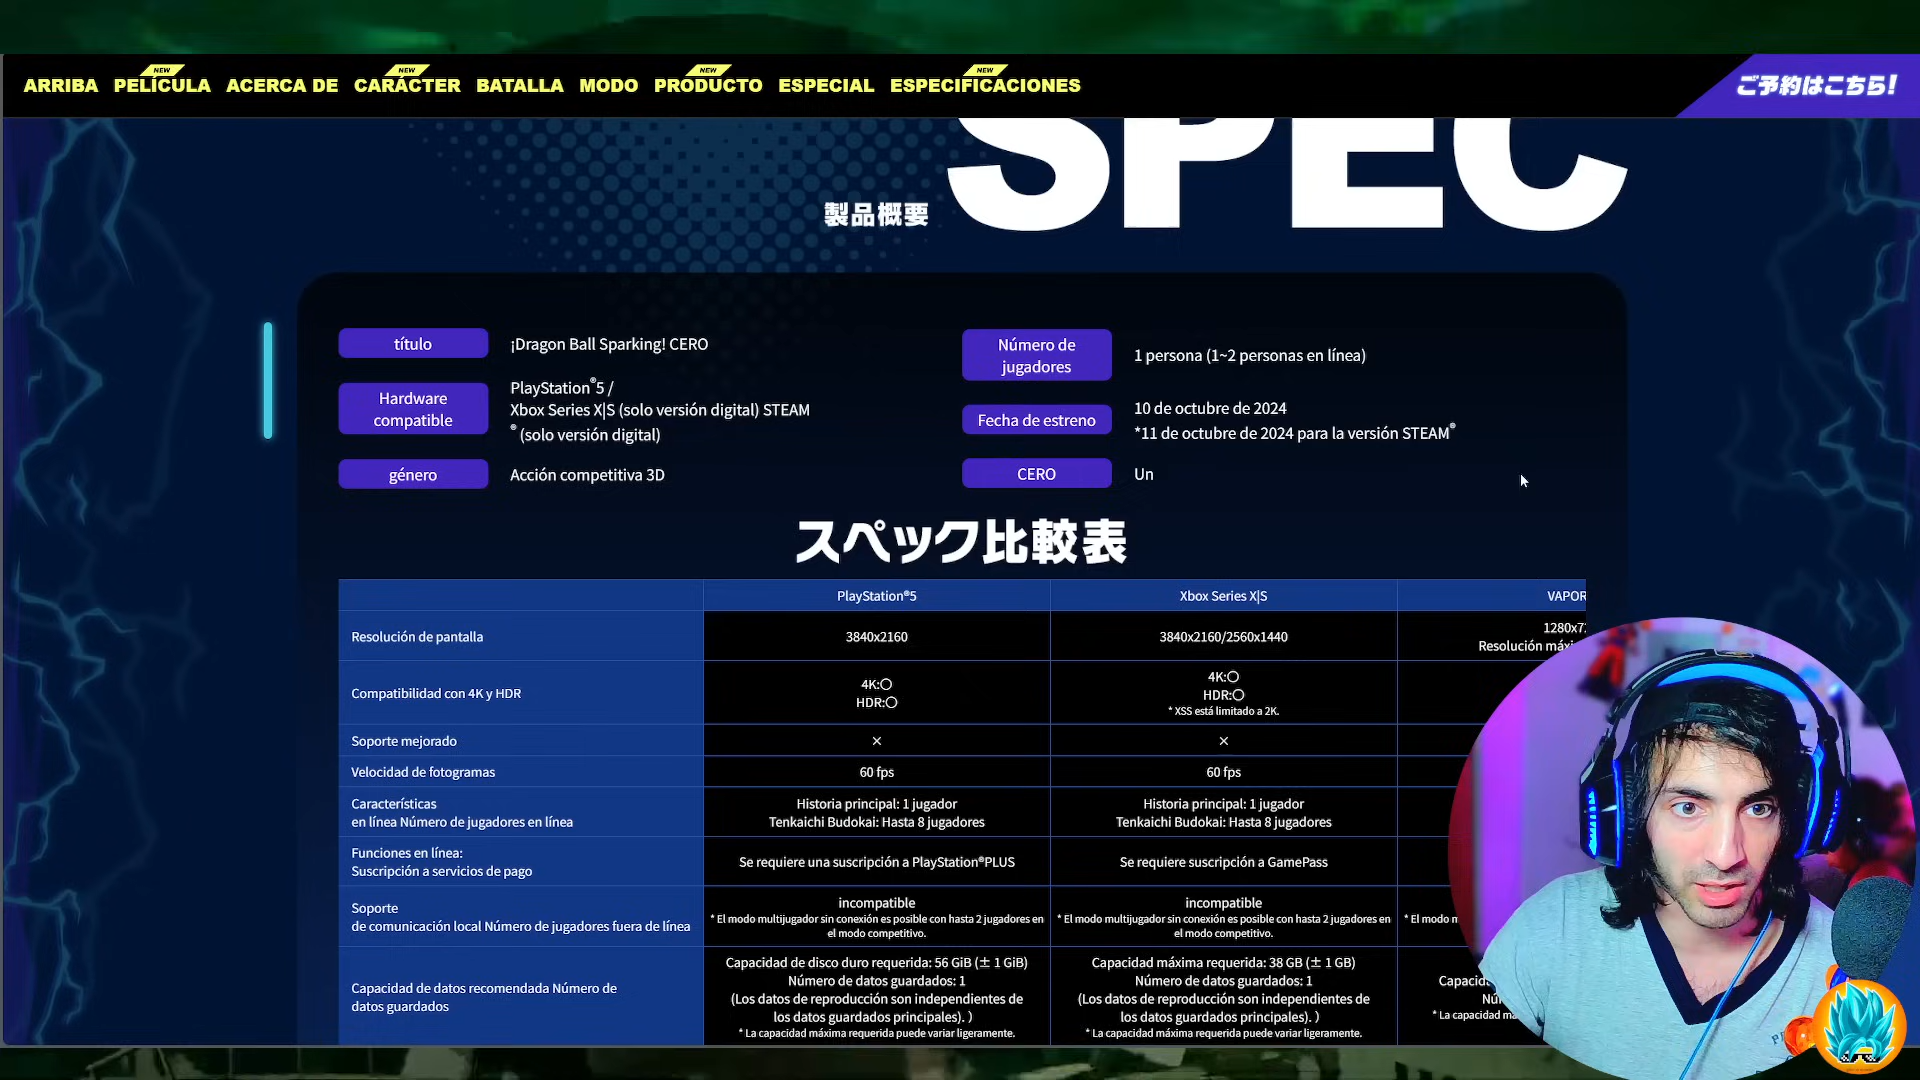 NEW NEW NEW NEW
ARRIBA PELÍCULA ACERCA DE CARÁCTER BATALLA MODO PRODUCTO ESPECIAL ESPECIFICACIONES
ご予約はこちら!
SPEC
製品概要
título
¡Dragon Ball Sparking! CERO
Hardware
compatible
PlayStation®5 /
Xbox Series X|S (solo versión digital) STEAM
® (solo versión digital)
género
Acción competitiva 3D
Número de
jugadores
1 persona (1~2 personas en línea)
Fecha de estreno
10 de octubre de 2024
*11 de octubre de 2024 para la versión STEAM®
CERO
Un
スペック比較表
PlayStation®5 Xbox Series X|S VAPOR
Resolución de pantalla
3840x2160
3840x2160/2560x1440
Resolución
Compatibilidad con 4K y HDR
4K:〇
HDR:〇
4K:〇
HDR:〇
* XSS está limitado a 2K.
Soporte mejorado
×
×
Velocidad de fotogramas
60 fps
60 fps
Características
en línea Número de jugadores en línea
Historia principal: 1 jugador
Tenkaichi Budokai: Hasta 8 jugadores
Historia principal: 1 jugador
Tenkaichi Budokai: Hasta 8 jugadores
Funciones en línea:
Suscripción a servicios de pago
Se requiere una suscripción a PlayStation®PLUS
Se requiere suscripción a GamePass
Soporte
de comunicación local Número de jugadores fuera de línea
incompatible
* El modo multijugador sin conexión es posible con hasta 2 jugadores en
el modo competitivo.
incompatible
* El modo multijugador sin conexión es posible con hasta 2 jugadores en
el modo competitivo.
* El modo
Capacidad de datos recomendada Número de
datos guardados
Capacidad de disco duro requerida: 56 GiB (± 1 GiB)
Número de datos guardados: 1
(Los datos de reproducción son independientes de
los datos guardados principales). )
* La capacidad máxima requerida puede variar ligeramente.
Capacidad máxima requerida: 38 GB (± 1 GB)
Número de datos guardados: 1
(Los datos de reproducción son independientes de
los datos guardados principales). )
* La capacidad máxima requerida puede variar ligeramente.
* La capacidad